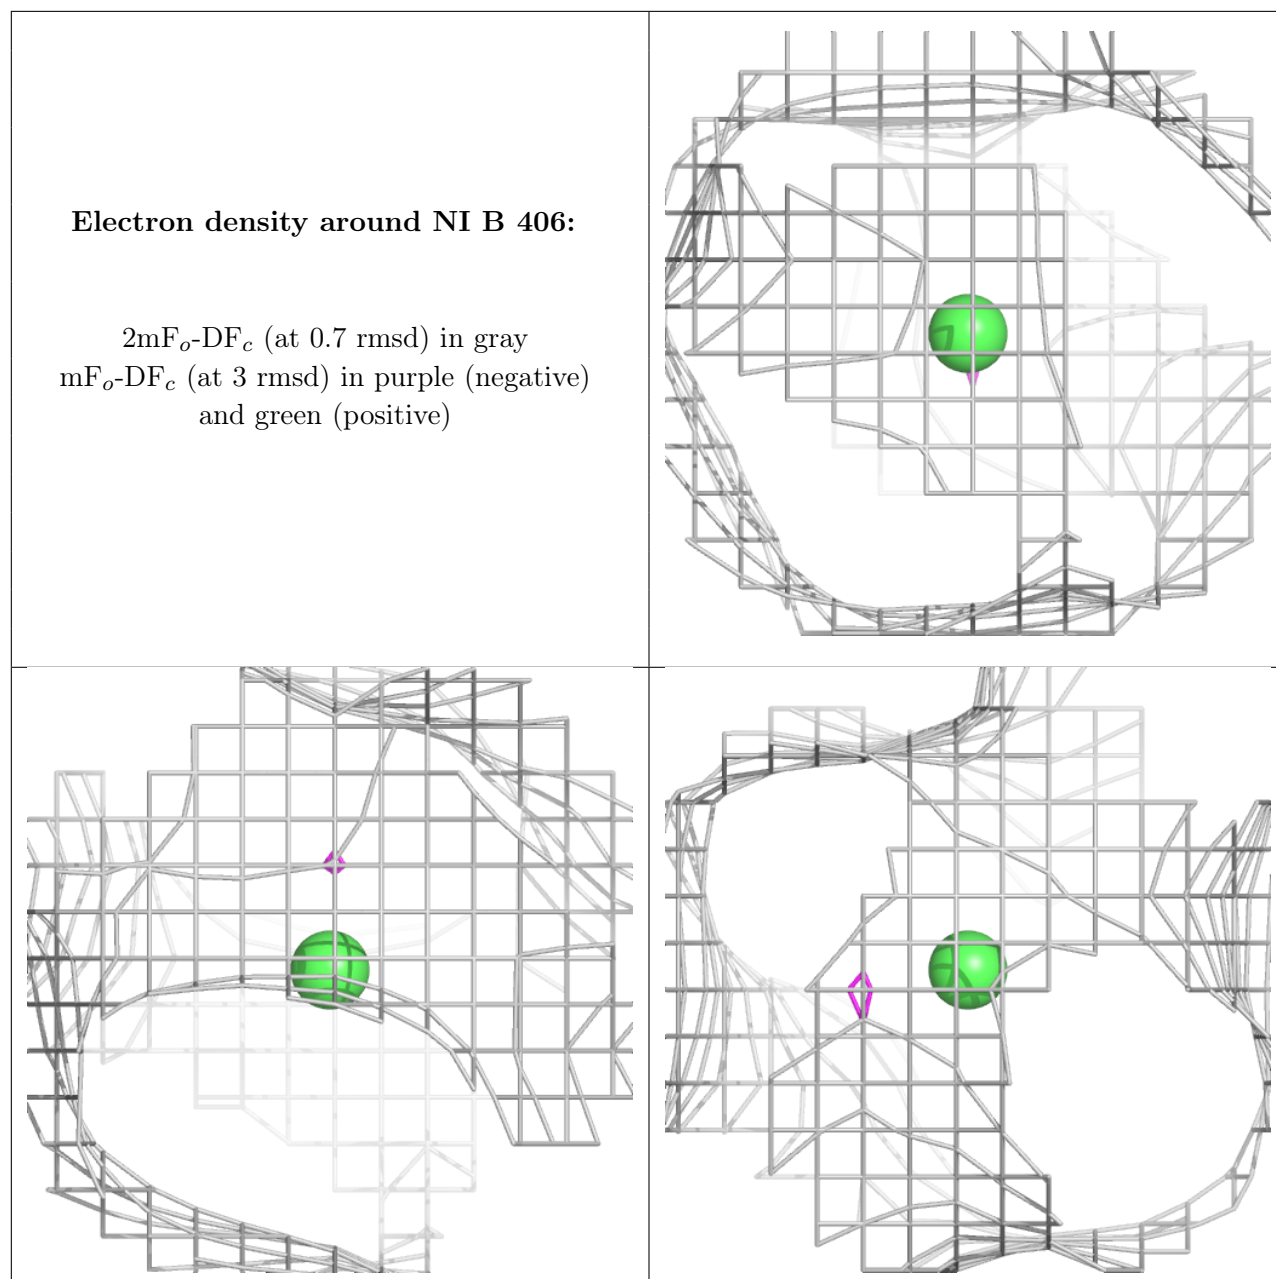 Electron density around NI B 406:
2mFo-DFc (at 0.7 rmsd) in gray
mFo-DFc (at 3 rmsd) in purple (negative)
and green (positive)